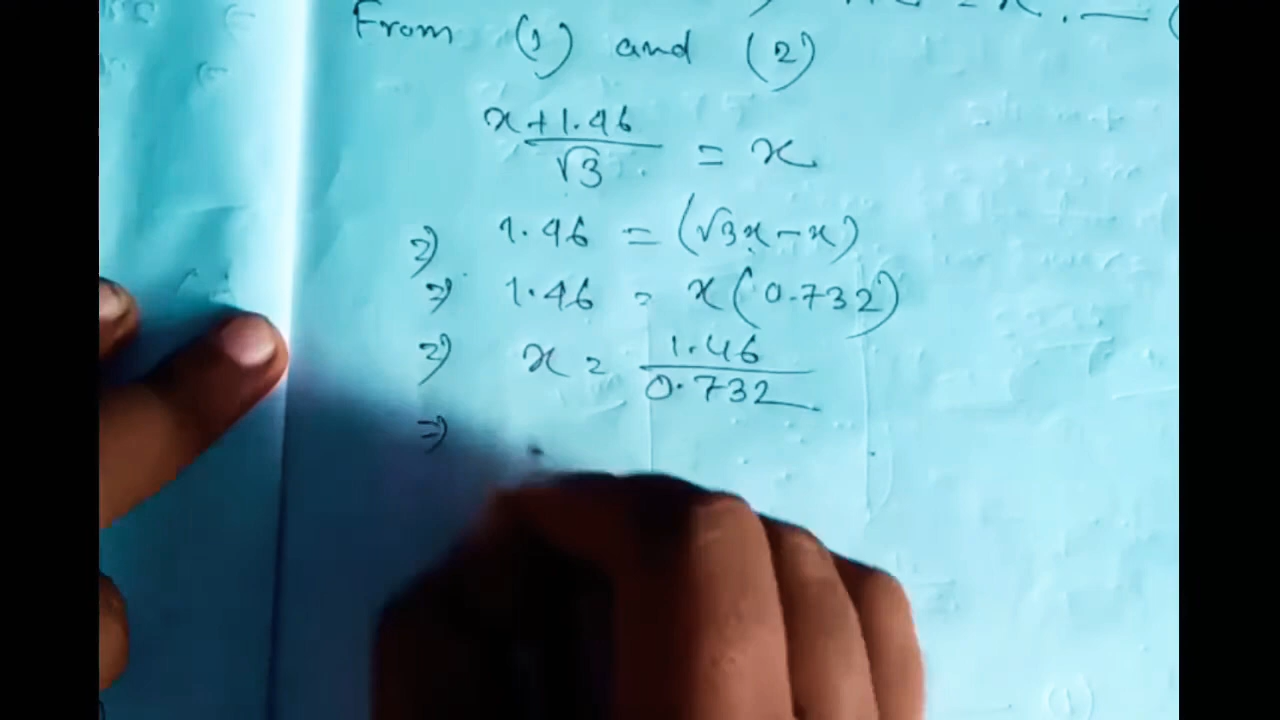 From (1) and (2)
x+1.46/√3 = x
⇒ 1.46 = (√3x-x)
⇒ 1.46 = x(0.732)
⇒ x = 1.46/0.732
⇒